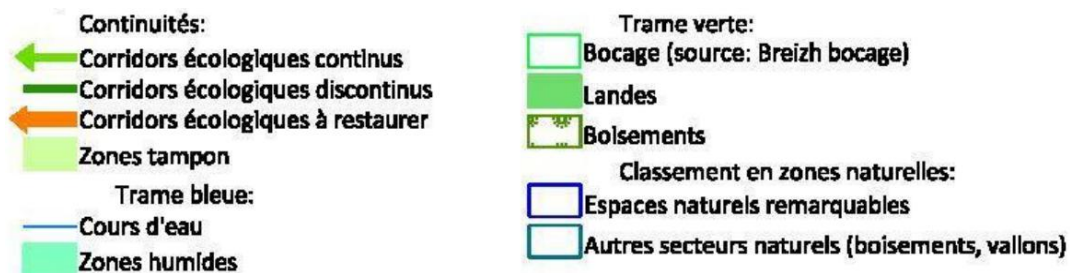 Continuités:
Corridors écologiques continus
Corridors écologiques discontinus
Corridors écologiques à restaurer
Zones tampon
Trame bleue:
Cours d'eau
Zones humides
Trame verte:
Bocage (source: Breizh bocage)
Landes
Boisements
Classement en zones naturelles:
Espaces naturels remarquables
Autres secteurs naturels (boisements, vallons)